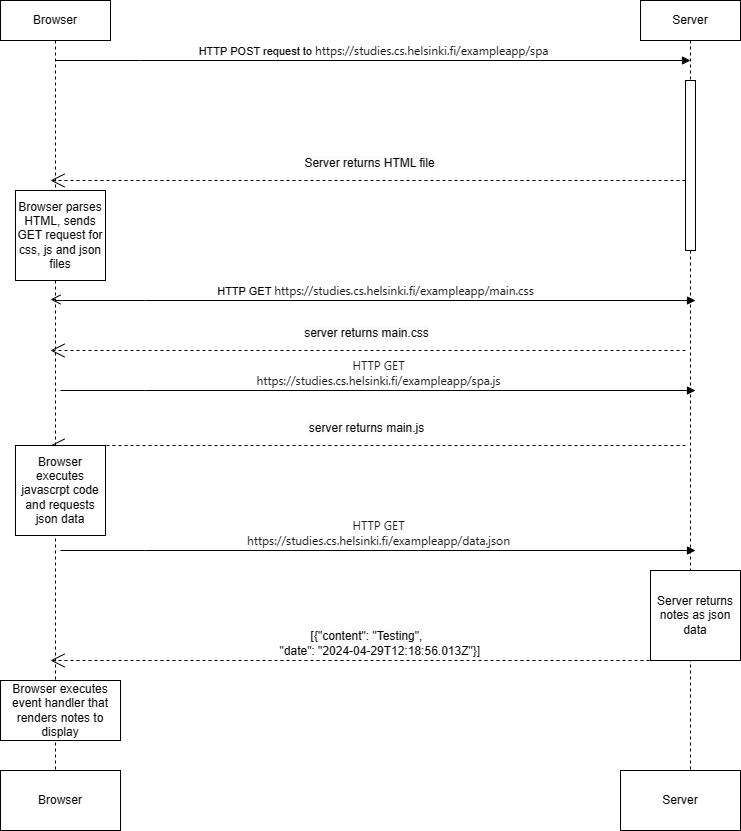 Browser
Server
HTTP POST request to https://studies.cs.helsinki.fi/exampleapp/spa
Server returns HTML file
Browser parses
HTML, sends
GET request for
css, js and json
files
HTTP GET https://studies.cs.helsinki.fi/exampleapp/main.css
server returns main.css
HTTP GET
https://studies.cs.helsinki.fi/exampleapp/spa.js
server returns main.js
Browser
executes
javascrpt code
and requests
json data
HTTP GET
https://studies.cs.helsinki.fi/exampleapp/data.json
Server returns
notes as json
data
[{"content": "Testing",
"date": "2024-04-29T12:18:56.013Z"}]
Browser executes
event handler that
renders notes to
display
Browser
Server